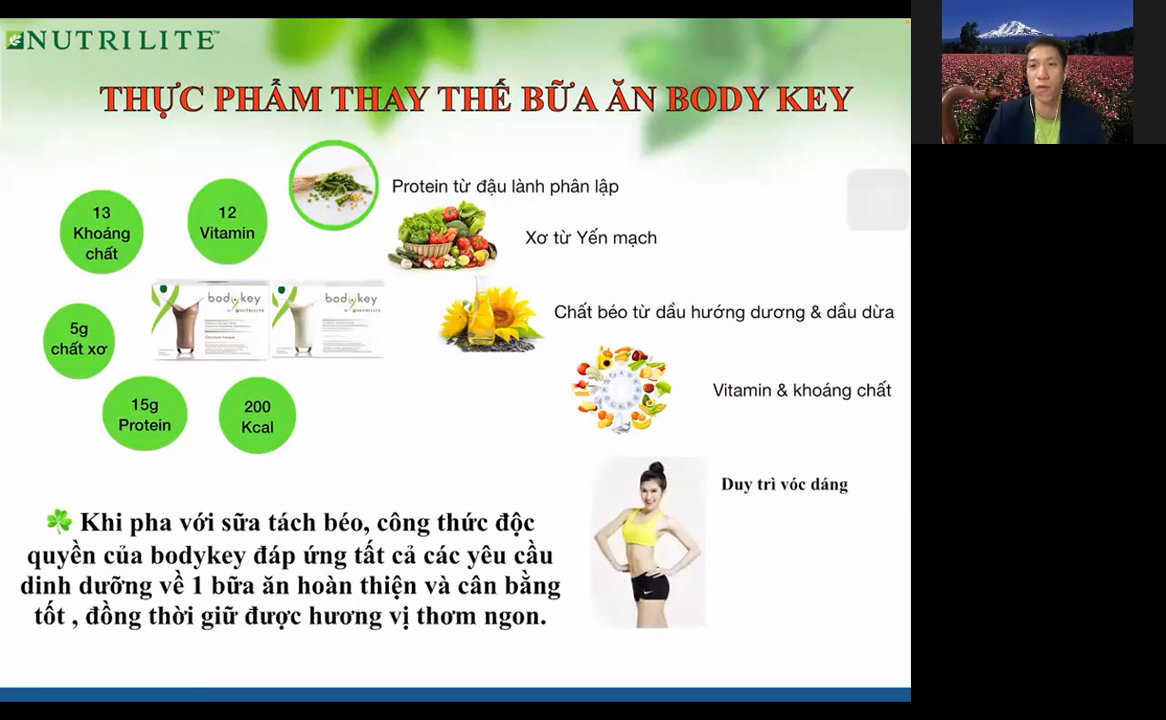 NUTRILITE™
THỰC PHẨM THAY THẾ BỮA ĂN BODY KEY
13
Khoáng
chất
12
Vitamin
Protein từ đậu lành phân lập
Xơ từ Yến mạch
bodykey
BY NUTRILITE
bodykey
BY NUTRILITE
5g
chất xơ
Chất béo từ dầu hướng dương & dầu dừa
15g
Protein
200
Kcal
Vitamin & khoáng chất
Duy trì vóc dáng
Khi pha với sữa tách béo, công thức độc
quyền của bodykey đáp ứng tất cả các yêu cầu
dinh dưỡng về 1 bữa ăn hoàn thiện và cân bằng
tốt , đồng thời giữ được hương vị thơm ngon.